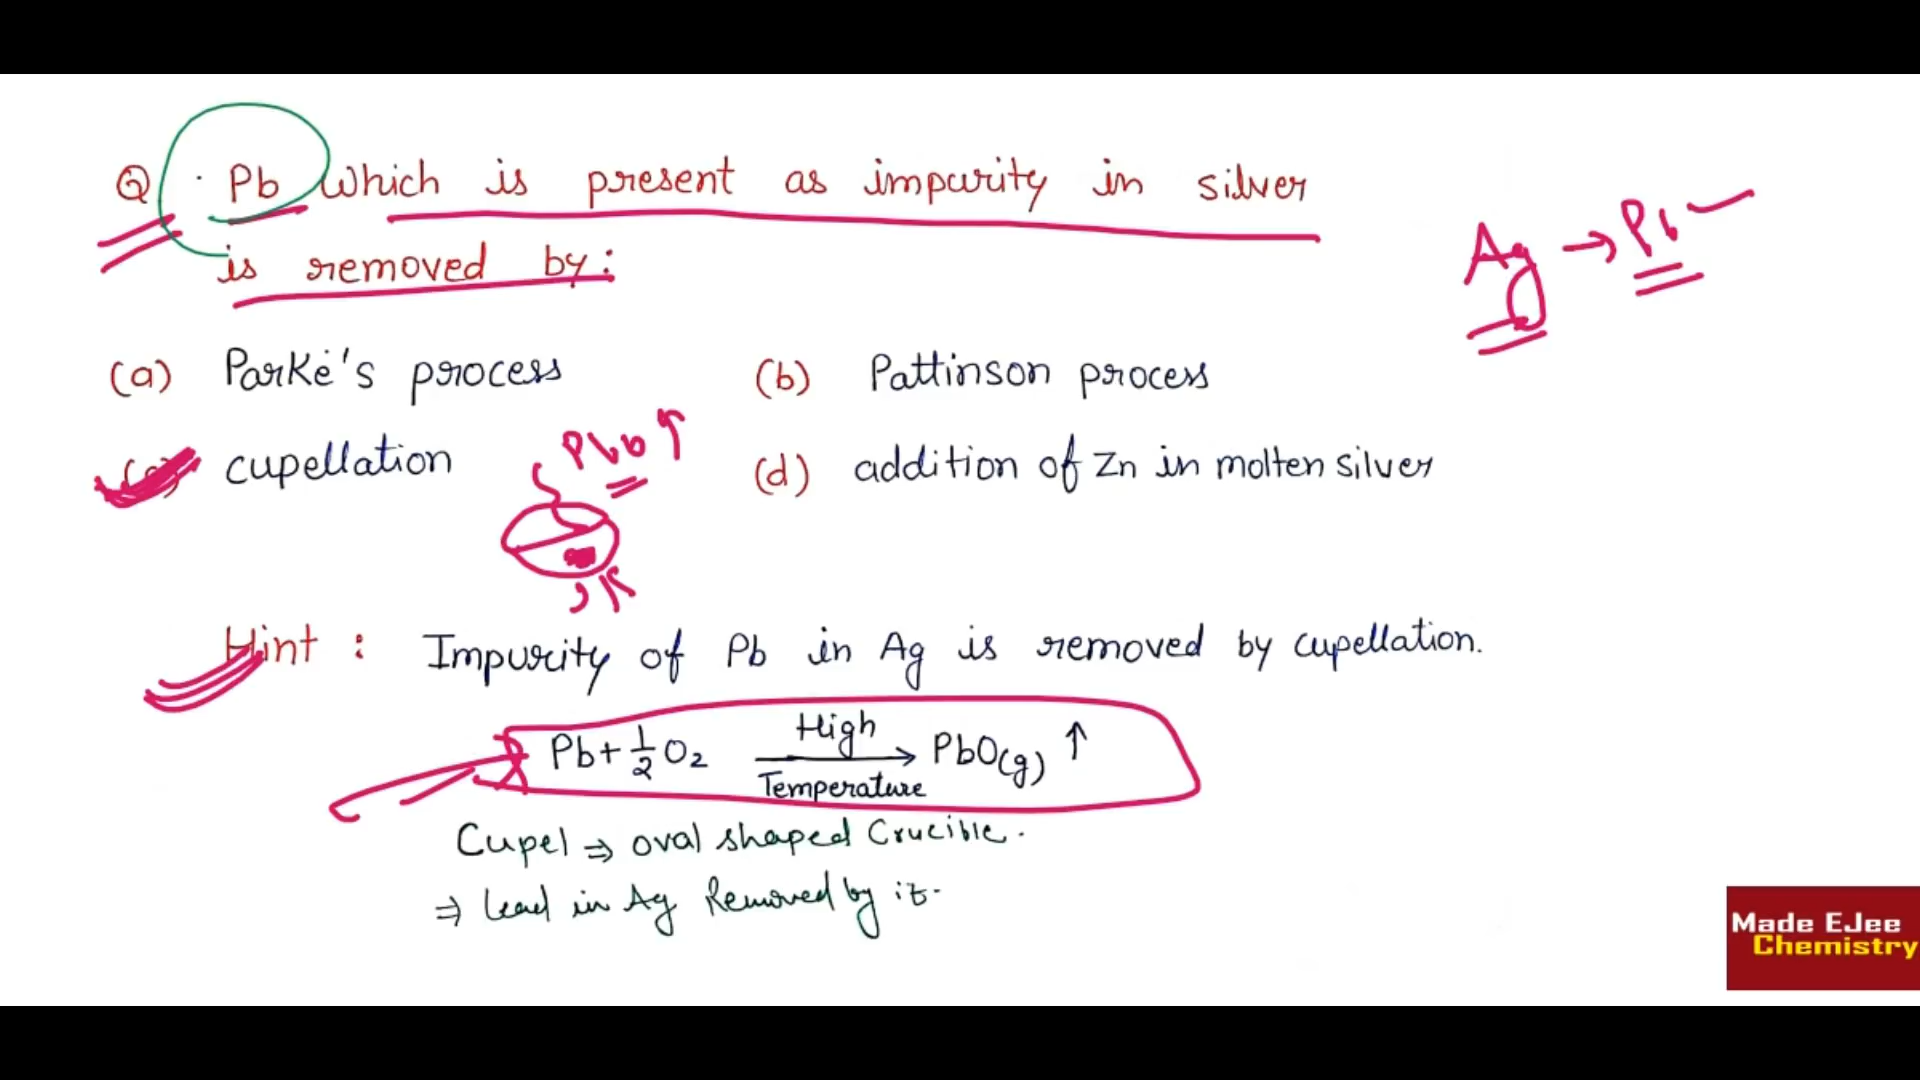 Q. Pb which is present as impurity in silver
Ag → Pb
is removed by:
(a) Parke's process (b) Pattinson process
PbO ↑
(c) cupellation (d) addition of Zn in molten silver
Hint : Impurity of Pb in Ag is removed by cupellation.
Pb + 1/2 O₂ —High Temperature→ PbO(g) ↑
Cupel ⇒ oval shaped Crucible.
⇒ Lead in Ag Removed by it.
Made EJee
Chemistry